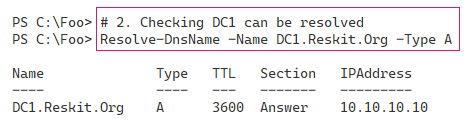 PS C:\Foo> # 2. Checking DC1 can be resolved
PS C:\Foo> Resolve-DnsName -Name DC1.Reskit.Org -Type A
Name Type TTL Section IPAddress
---- ---- --- ------- ---------
DC1.Reskit.Org A 3600 Answer 10.10.10.10